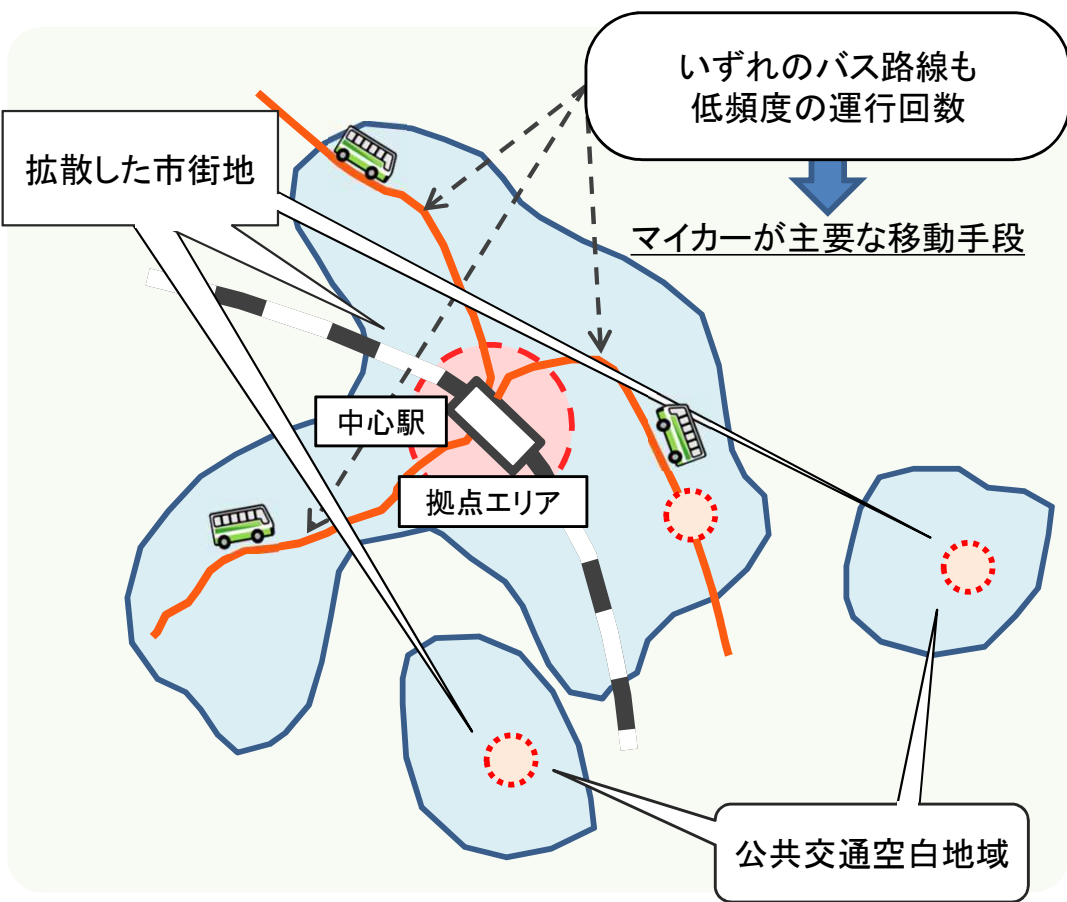 いずれのバス路線も
低頻度の運行回数
拡散した市街地
マイカーが主要な移動手段
中心駅
拠点エリア
公共交通空白地域